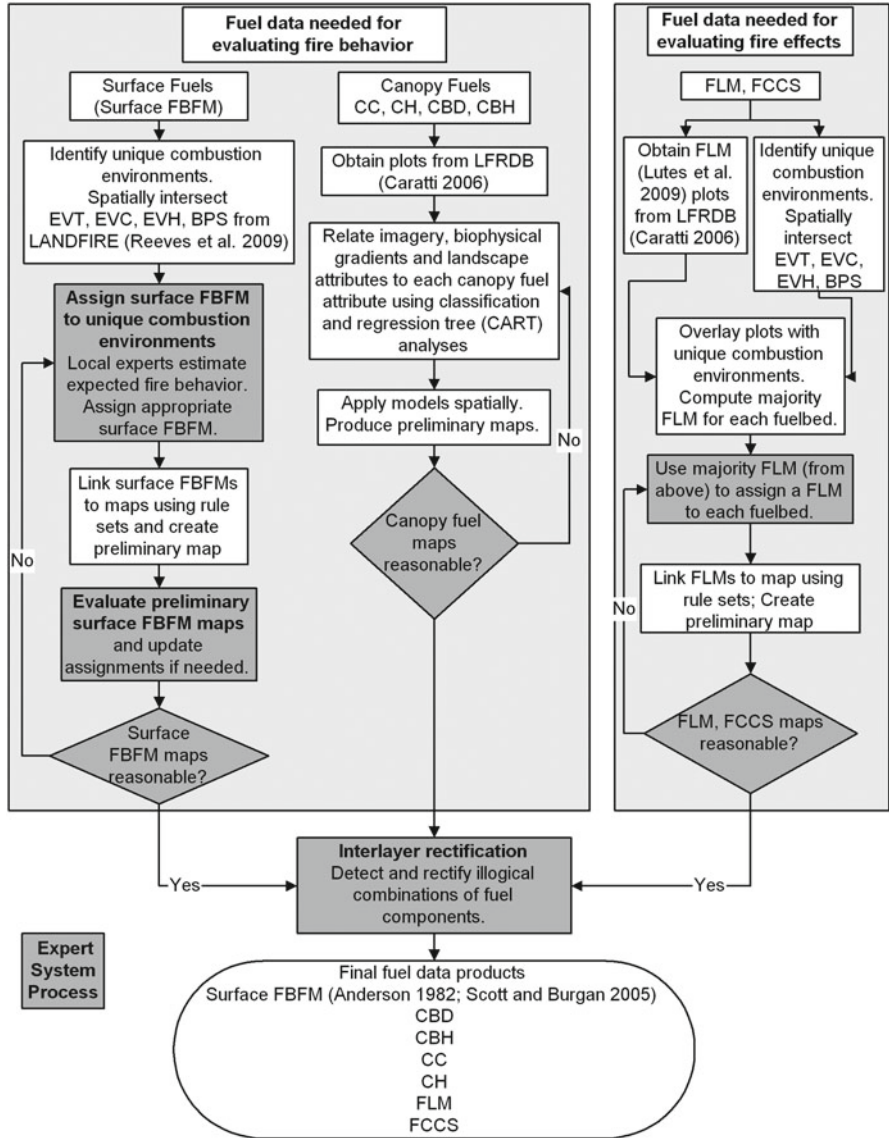 Fuel data needed for
evaluating fire behavior
Surface Fuels
(Surface FBFM)
Identify unique combustion
environments.
Spatially intersect
EVT, EVC, EVH, BPS from
LANDFIRE (Reeves et al. 2009)
Assign surface FBFM
to unique combustion
environments
Local experts estimate
expected fire behavior.
Assign appropriate
surface FBFM.
Link surface FBFMs
to maps using rule
sets and create
preliminary map
No
Evaluate preliminary
surface FBFM maps
and update
assignments if needed.
Surface
FBFM maps
reasonable?
Yes
Canopy Fuels
CC, CH, CBD, CBH
Obtain plots from LFRDB
(Caratti 2006)
Relate imagery, biophysical
gradients and landscape
attributes to each canopy fuel
attribute using classification
and regression tree (CART)
analyses
Apply models spatially.
Produce preliminary maps.
No
Canopy fuel
maps
reasonable?
Fuel data needed for
evaluating fire effects
FLM, FCCS
Obtain FLM
(Lutes et al.
2009) plots
from LFRDB
(Caratti 2006)
Identify unique
combustion
environments.
Spatially
intersect
EVT, EVC,
EVH, BPS
Overlay plots with
unique combustion
environments.
Compute majority
FLM for each fuelbed.
Use majority FLM (from
above) to assign a FLM
to each fuelbed.
No
Link FLMs to map using
rule sets; Create
preliminary map
FLM, FCCS maps
reasonable?
Yes
Interlayer rectification
Detect and rectify illogical
combinations of fuel
components.
Expert
System
Process
Final fuel data products
Surface FBFM (Anderson 1982; Scott and Burgan 2005)
CBD
CBH
CC
CH
FLM
FCCS